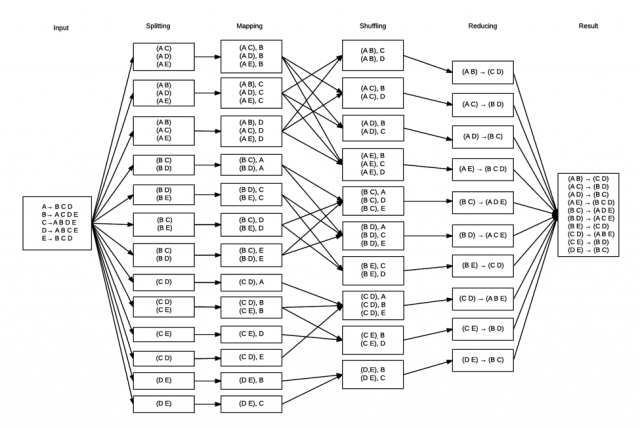 Input
Splitting
Mapping
Shuffling
Reducing
Result
A→ B C D
B→ A C D E
C→A B D E
D→ A B C E
E→ B C D
(A C)
(A D)
(A E)
(A B)
(A D)
(A E)
(A B)
(A C)
(A E)
(B C)
(B D)
(B D)
(B E)
(B C)
(B E)
(B C)
(B D)
(C D)
(C D)
(C E)
(C E)
(C D)
(D E)
(D E)
(A C), B
(A D), B
(A E), B
(A B), C
(A D), C
(A E), C
(A B), D
(A C), D
(A E), D
(B C), A
(B D), A
(B D), C
(B E), C
(B C), D
(B E), D
(B C), E
(B D), E
(C D), A
(C D), B
(C E), B
(C E), D
(C D), E
(D E), B
(D E), C
(A B), C
(A B), D
(A C), B
(A C), D
(A D), B
(A D), C
(A E), B
(A E), C
(A E), D
(B C), A
(B C), D
(B C), E
(B D), A
(B D), C
(B D), E
(B E), C
(B E), D
(C D), A
(C D), B
(C D), E
(C E) B
(C E), D
(D,E), B
(D E), C
(A B) → (C D)
(A C) → (B D)
(A D) →(B C)
(A E) → (B C D)
(B C) → (A D E)
(B D) → (A C E)
(B E) →(C D)
(C D) → (A B E)
(C E) → (B D)
(D E) → (B C)
(A B) → (C D)
(A C) → (B D)
(A D) → (B C)
(A E) → (B C D)
(B C) → (A D E)
(B D) → (A C E)
(B E) → (C D)
(C D) → (A B E)
(C E) → (B D)
(D E) → (B C)